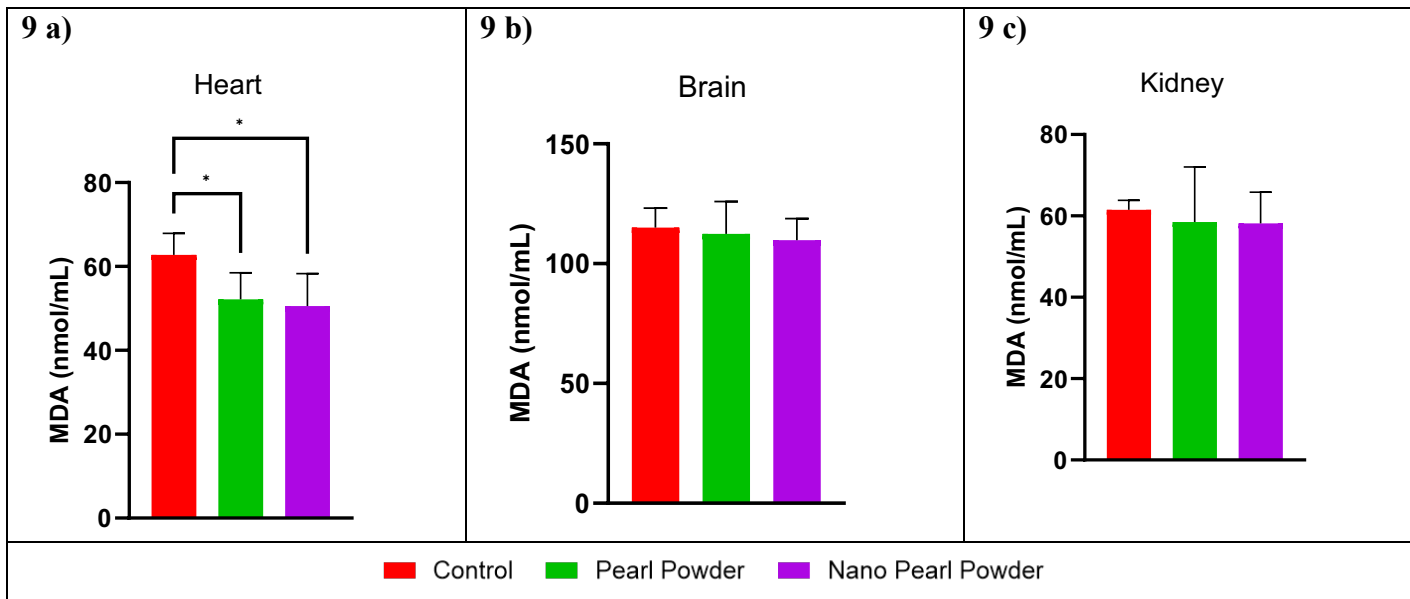 9 a)
Heart
*
*
MDA (nmol/mL)
80
60
40
20
0
9 b)
Brain
MDA (nmol/mL)
150
100
50
0
9 c)
Kidney
MDA (nmol/mL)
80
60
40
20
0
Control
Pearl Powder
Nano Pearl Powder